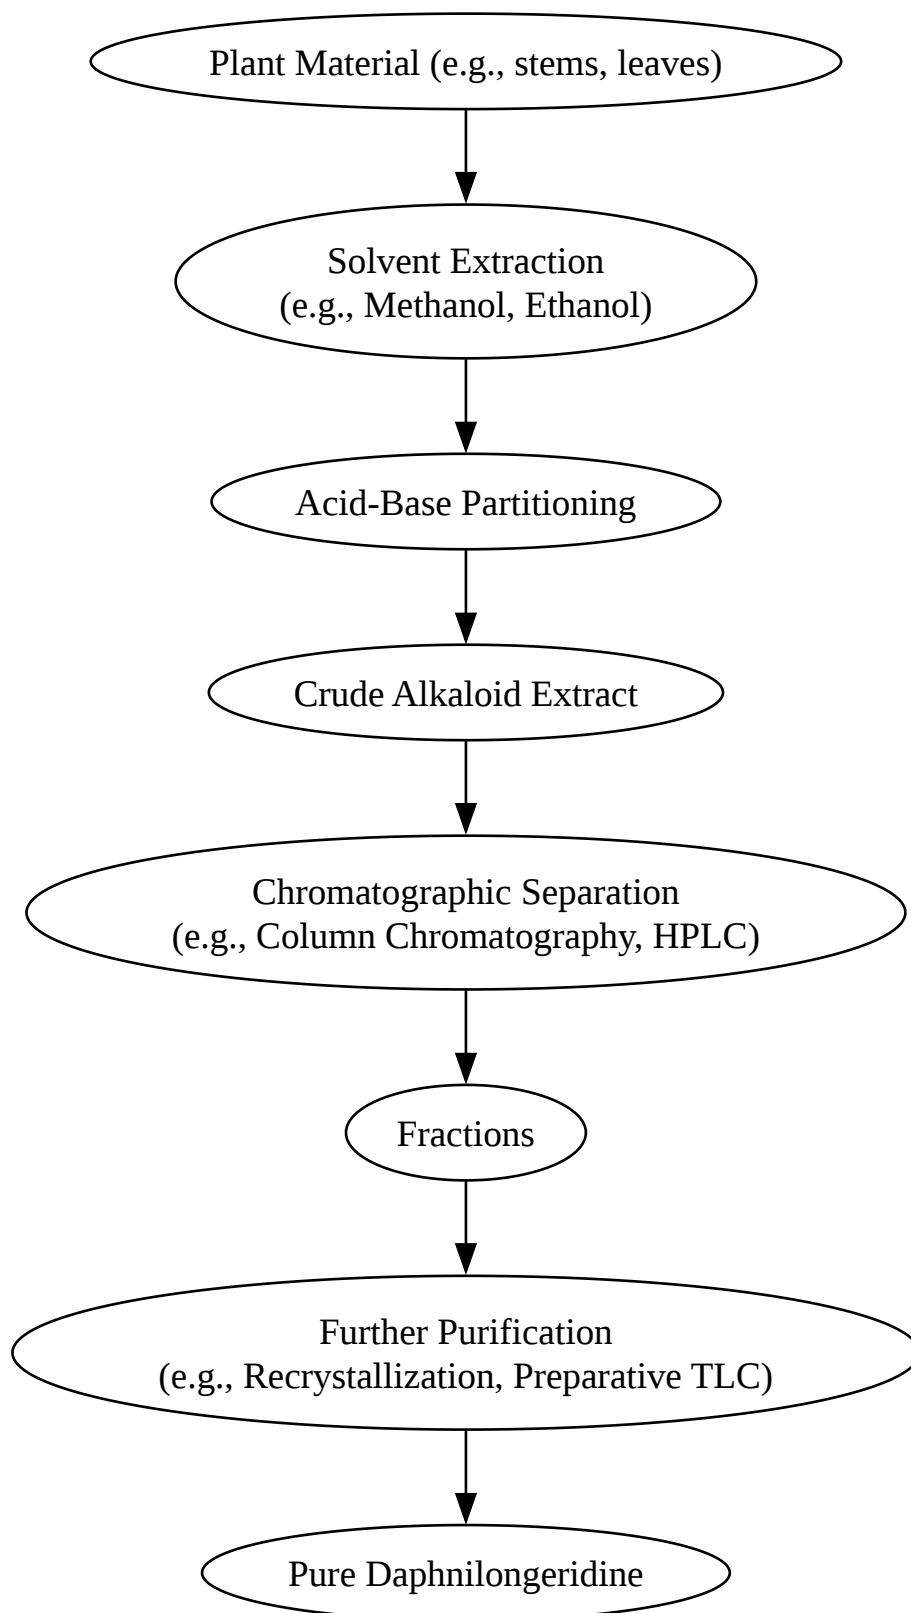 Plant Material (e.g., stems, leaves)
Solvent Extraction
(e.g., Methanol, Ethanol)
Acid-Base Partitioning
Crude Alkaloid Extract
Chromatographic Separation
(e.g., Column Chromatography, HPLC)
Fractions
Further Purification
(e.g., Recrystallization, Preparative TLC)
Pure Daphnilongeridine